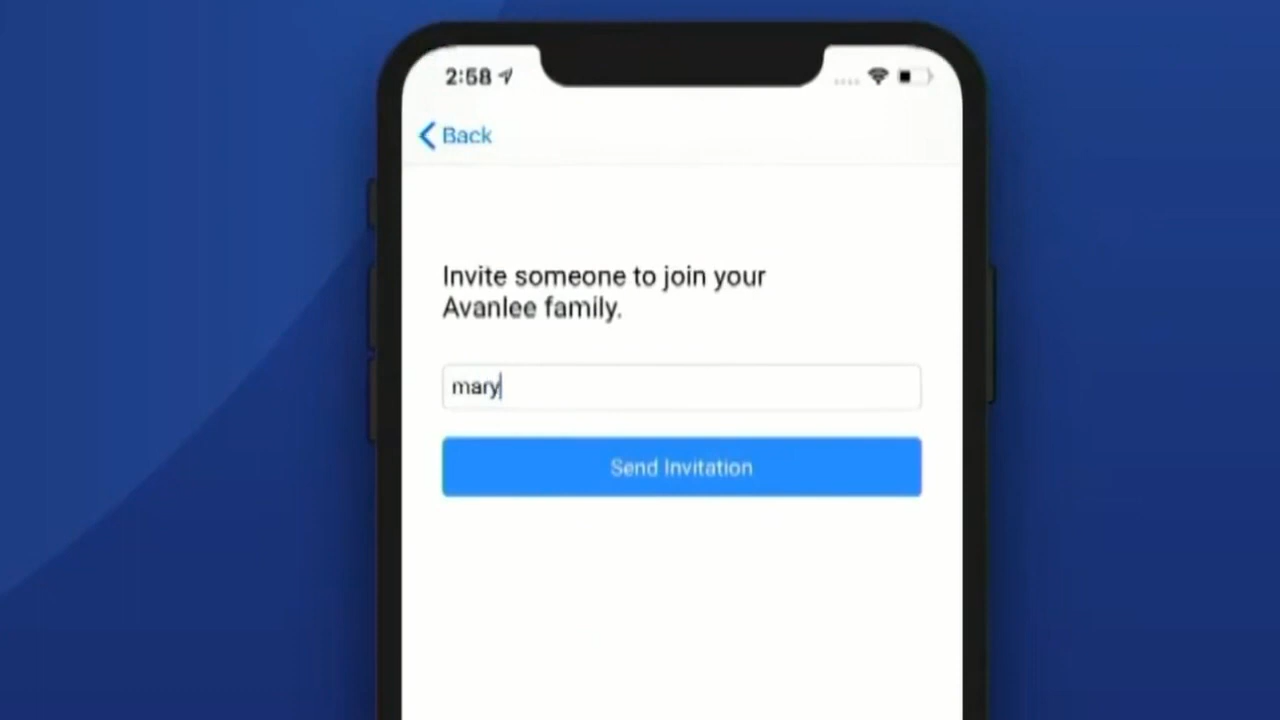 2:58
Back
Invite someone to join your
Avanlee family.
mary
Send Invitation